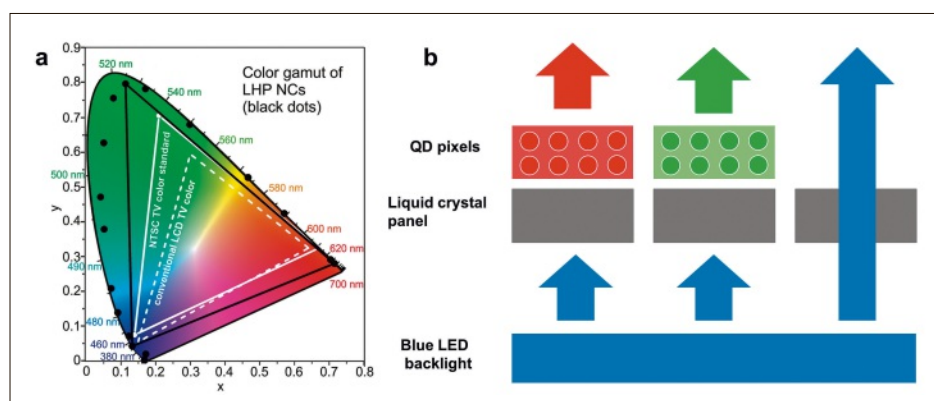 a
Color gamut of
LHP NCs
(black dots)
0.9
0.8
0.7
0.6
0.5
0.4
0.3
0.2
0.1
0
y
0
0.1
0.2
0.3
0.4
0.5
0.6
0.7
0.8
x
520 nm
540 nm
560 nm
580 nm
600 nm
620 nm
700 nm
500 nm
490 nm
480 nm
460 nm
380 nm
NTSC TV color standard
conventional LCD TV color
b
QD pixels
Liquid crystal
panel
Blue LED
backlight